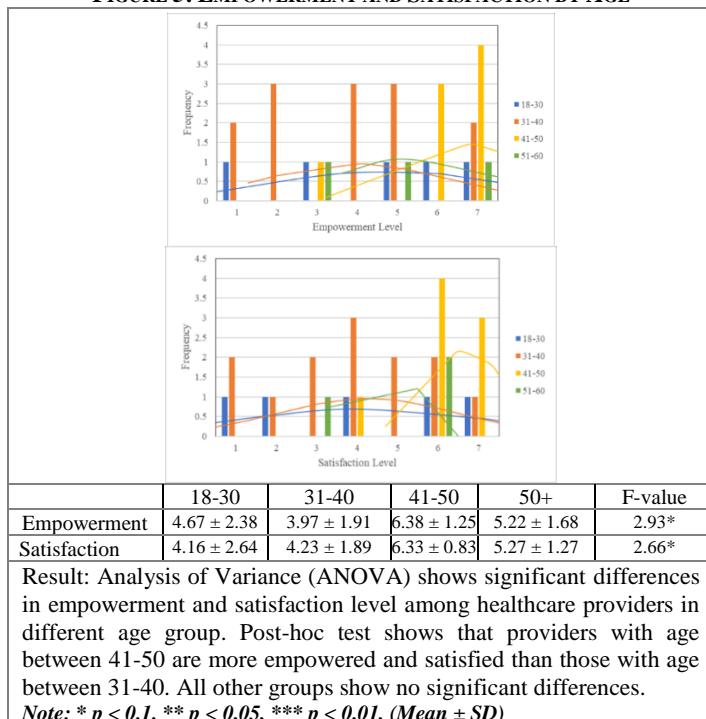 FIGURE 3. EMPOWERMENT AND SATISFACTION BY AGE
4.5
4
3.5
3
2.5
2
1.5
1
0.5
0
Frequency
1 2 3 4 5 6 7
Empowerment Level
18-30
31-40
41-50
51-60
4.5
4
3.5
3
2.5
2
1.5
1
0.5
0
Frequency
1 2 3 4 5 6 7
Satisfaction Level
18-30
31-40
41-50
51-60
18-30 31-40 41-50 50+ F-value
Empowerment 4.67 ± 2.38 3.97 ± 1.91 6.38 ± 1.25 5.22 ± 1.68 2.93*
Satisfaction 4.16 ± 2.64 4.23 ± 1.89 6.33 ± 0.83 5.27 ± 1.27 2.66*
Result: Analysis of Variance (ANOVA) shows significant differences
in empowerment and satisfaction level among healthcare providers in
different age group. Post-hoc test shows that providers with age
between 41-50 are more empowered and satisfied than those with age
between 31-40. All other groups show no significant differences.
Note: * p < 0.1, ** p < 0.05, *** p < 0.01, (Mean ± SD)